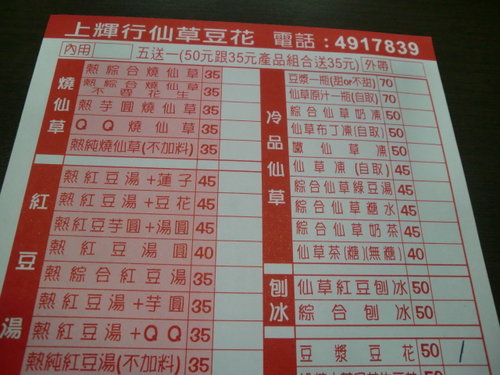 上輝行仙草豆花 電話:4917839
內用 五送一(50元跟35元產品組合送35元) 外帶
燒仙草
熱綜合燒仙草 35
熱綜合燒仙草不要花生 35
熱芋圓燒仙草 35
QQ燒仙草 35
熱純燒仙草(不加料) 35
紅豆湯
熱紅豆湯+蓮子 45
熱紅豆湯+豆花 45
熱紅豆芋圓+湯圓 45
熱紅豆湯圓 40
熱綜合紅豆湯 35
熱紅豆湯+芋圓 35
熱紅豆湯+QQ 35
熱純紅豆湯(不加料) 35
冷品仙草
豆漿一瓶(甜or不甜) 70
仙草原汁一瓶(自取) 70
綜合仙草奶凍 50
仙草布丁凍(自取) 50
嫩仙草 50
仙草凍(自取) 45
綜合仙草綠豆湯 45
綜合仙草糖水 45
綜合仙草奶茶 45
仙草茶(糖)(無糖) 40
刨冰
仙草紅豆刨冰 50
綜合刨冰 50
豆漿豆花 50 /